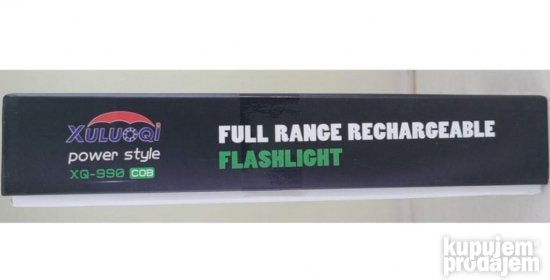 XULUOQI
power style
XQ-990 COB
FULL RANGE RECHARGEABLE
FLASHLIGHT
kupujem
prodajem